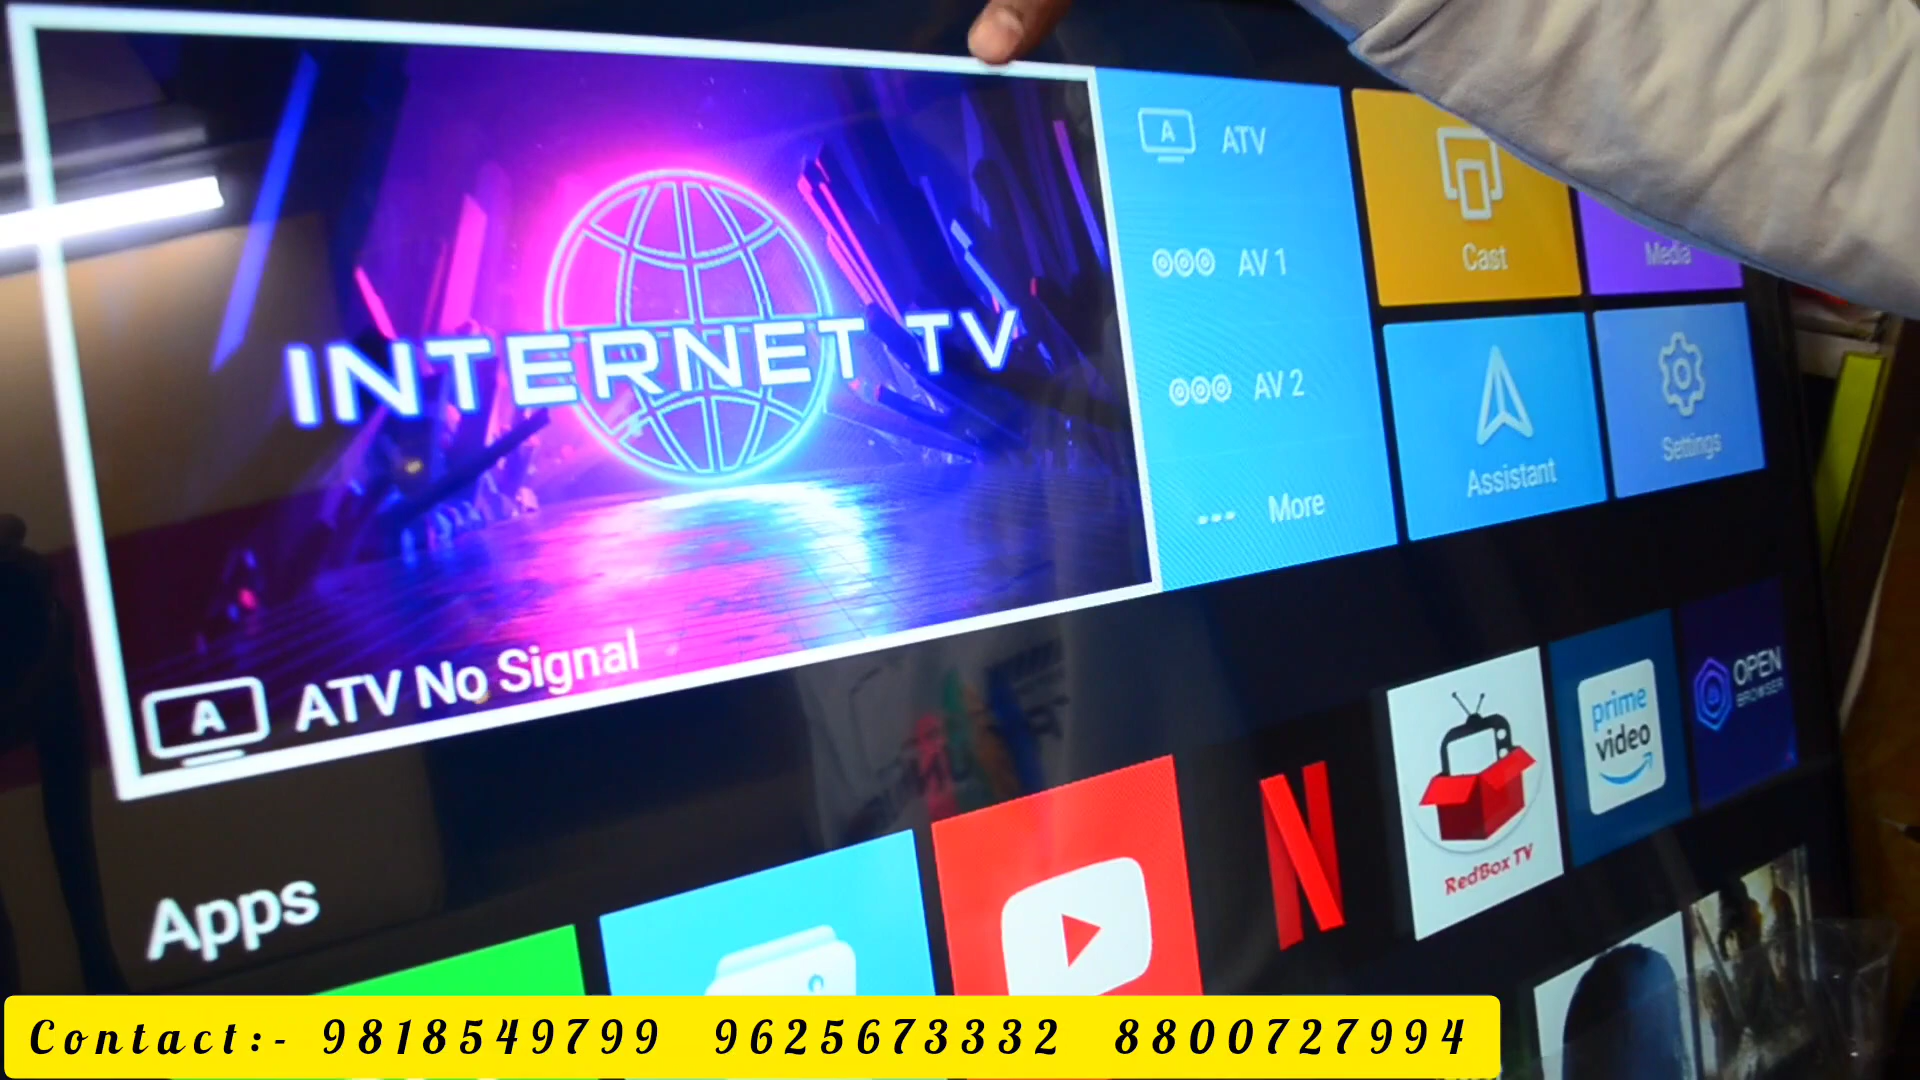 INTERNET TV
ATV No Signal
ATV
AV 1
AV 2
More
Cast
Media
Assistant
Settings
Apps
RedBox TV
prime video
OPEN BROWSER
Contact:- 9818549799 9625673332 8800727994